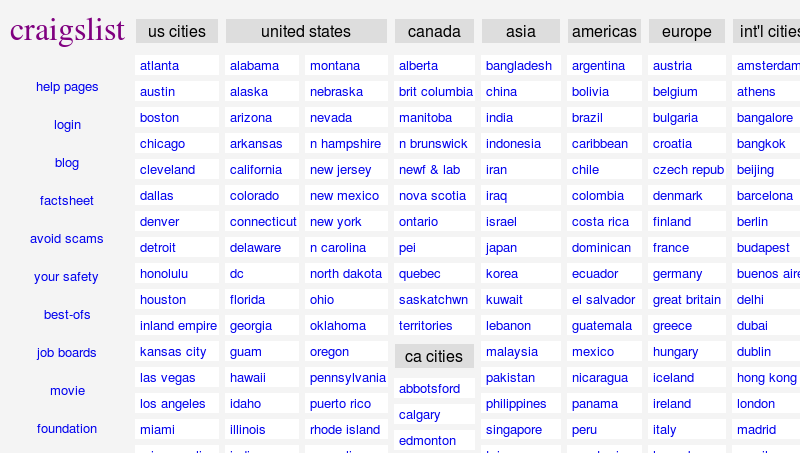 craigslist
help pages
login
blog
factsheet
avoid scams
your safety
best-ofs
job boards
movie
foundation
us cities
atlanta
austin
boston
chicago
cleveland
dallas
denver
detroit
honolulu
houston
inland empire
kansas city
las vegas
los angeles
miami
united states
alabama
alaska
arizona
arkansas
california
colorado
connecticut
delaware
dc
florida
georgia
guam
hawaii
idaho
illinois
montana
nebraska
nevada
n hampshire
new jersey
new mexico
new york
n carolina
north dakota
ohio
oklahoma
oregon
pennsylvania
puerto rico
rhode island
canada
alberta
brit columbia
manitoba
n brunswick
newf & lab
nova scotia
ontario
pei
quebec
saskatchwn
territories
ca cities
abbotsford
calgary
edmonton
asia
bangladesh
china
india
indonesia
iran
iraq
israel
japan
korea
kuwait
lebanon
malaysia
pakistan
philippines
singapore
americas
argentina
bolivia
brazil
caribbean
chile
colombia
costa rica
dominican
ecuador
el salvador
guatemala
mexico
nicaragua
panama
peru
europe
austria
belgium
bulgaria
croatia
czech repub
denmark
finland
france
germany
great britain
greece
hungary
iceland
ireland
italy
int'l cities
amsterdam
athens
bangalore
bangkok
beijing
barcelona
berlin
budapest
buenos aire
delhi
dubai
dublin
hong kong
london
madrid